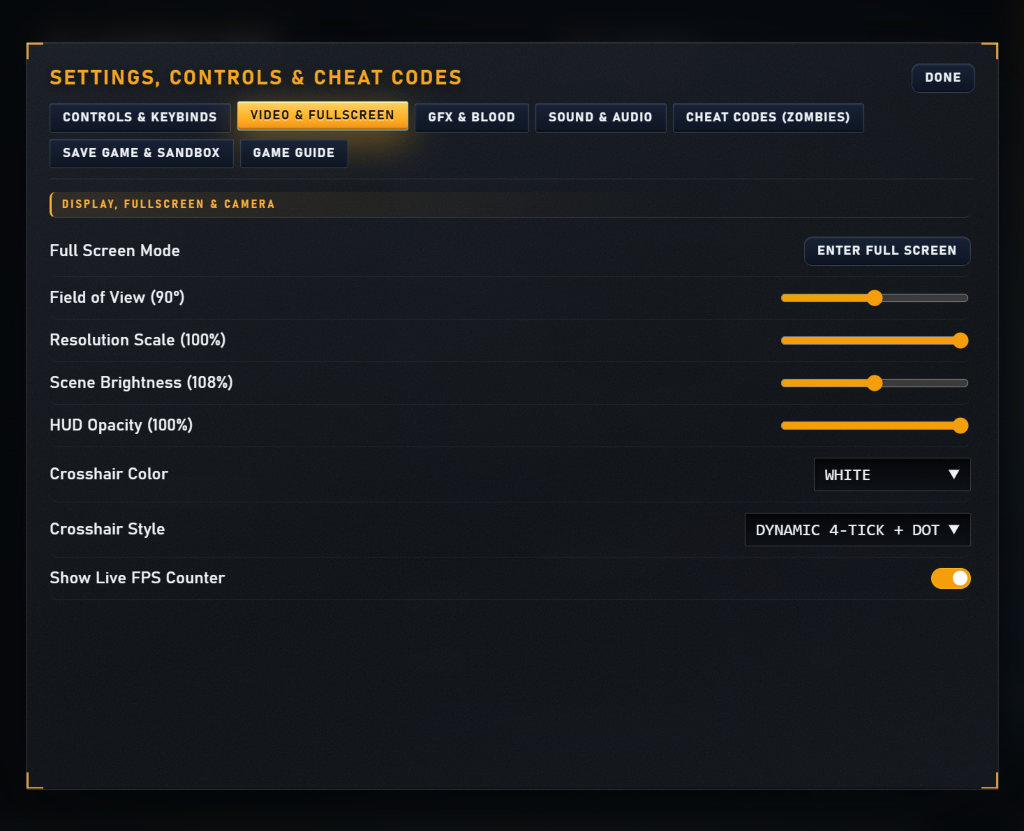 SETTINGS, CONTROLS & CHEAT CODES
DONE
CONTROLS & KEYBINDS
VIDEO & FULLSCREEN
GFX & BLOOD
SOUND & AUDIO
CHEAT CODES (ZOMBIES)
SAVE GAME & SANDBOX
GAME GUIDE
DISPLAY, FULLSCREEN & CAMERA
Full Screen Mode
ENTER FULL SCREEN
Field of View (90°)
Resolution Scale (100%)
Scene Brightness (108%)
HUD Opacity (100%)
Crosshair Color
WHITE
Crosshair Style
DYNAMIC 4-TICK + DOT
Show Live FPS Counter